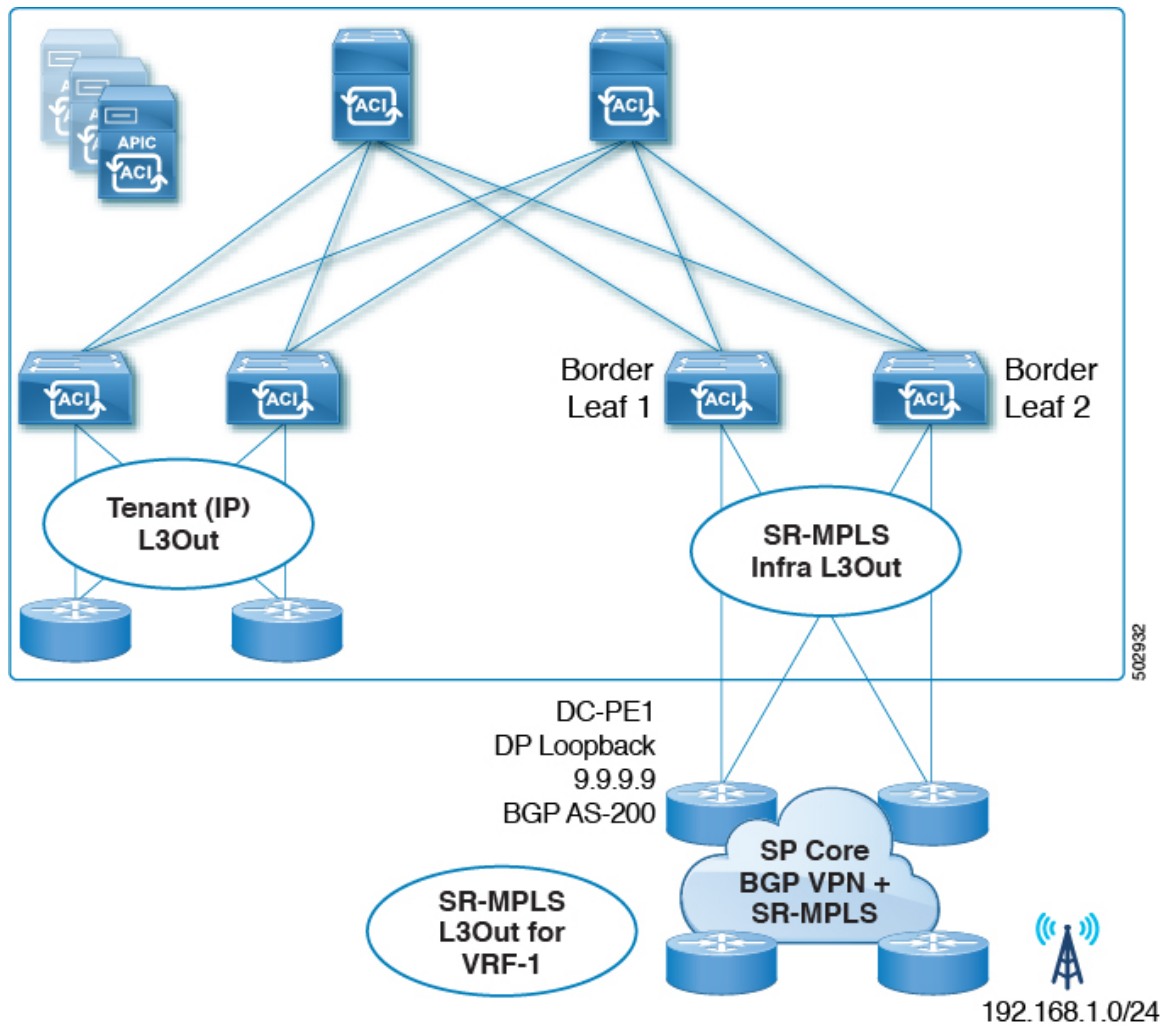 ACI
ACI
A
A
APIC
ACI
ACI
ACI
Border
Leaf 1
ACI
ACI
Border
Leaf 2
Tenant (IP)
L3Out
SR-MPLS
Infra L3Out
502932
DC-PE1
DP Loopback
9.9.9.9
BGP AS-200
SP Core
BGP VPN +
SR-MPLS
SR-MPLS
L3Out for
VRF-1
192.168.1.0/24